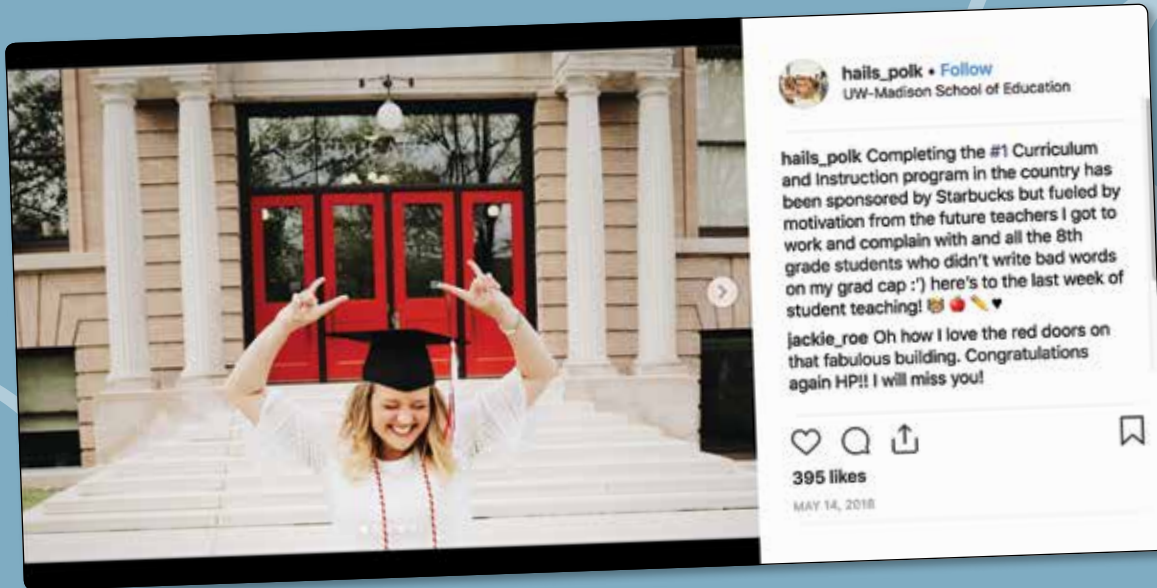 hails_polk • Follow
UW-Madison School of Education
hails_polk Completing the #1 Curriculum
and Instruction program in the country has
been sponsored by Starbucks but fueled by
motivation from the future teachers I got to
work and complain with and all the 8th
grade students who didn't write bad words
on my grad cap :') here's to the last week of
student teaching! 🐯 🍎 ✏️ ♥
jackie_roe Oh how I love the red doors on
that fabulous building. Congratulations
again HP!! I will miss you!
395 likes
MAY 14, 2018